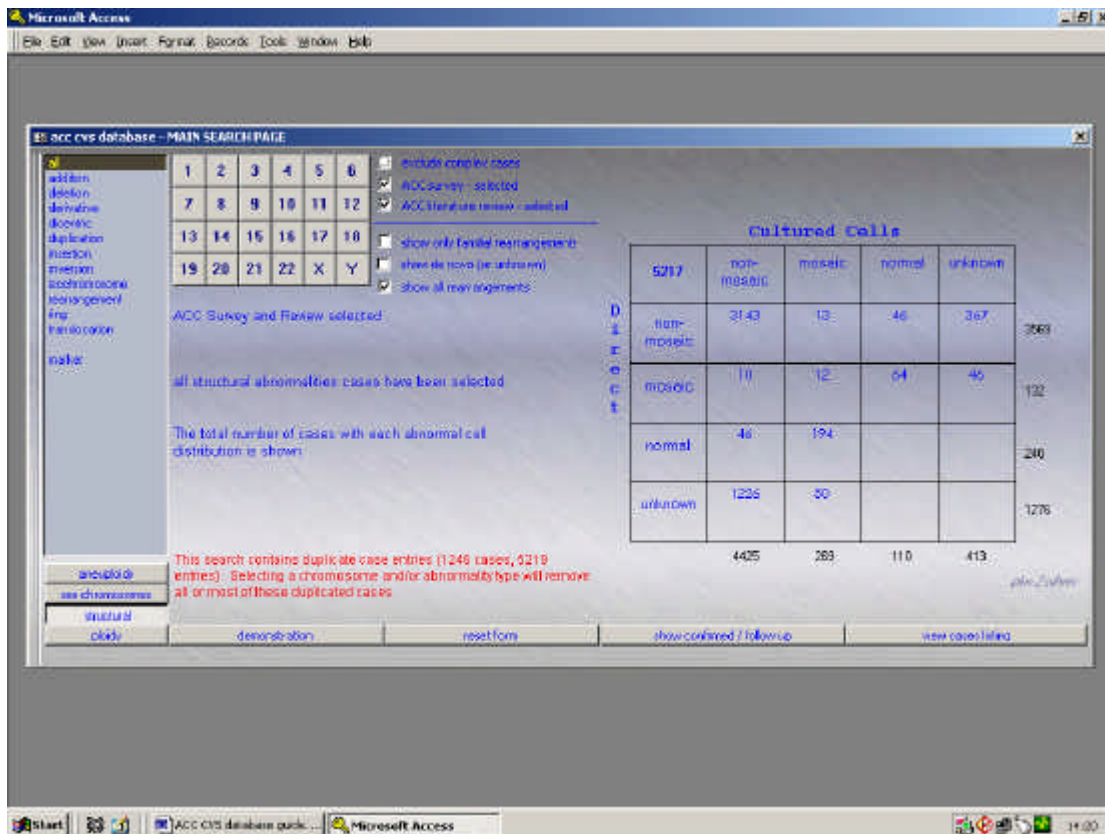 Microsoft Access
File Edit View Insert Format Records Tools Window Help
acc cvs database - MAIN SEARCH PAGE
all
addition
deletion
derivative
dicentric
duplication
insertion
inversion
isochromosome
rearrangement
ring
translocation
marker
1 2 3 4 5 6
7 8 9 10 11 12
13 14 15 16 17 18
19 20 21 22 X Y
exclude complex cases
ACC survey - selected
ACC literature review - selected
show only familial rearrangements
show de novo (or unknown)
show all rearrangements
ACC Survey and Review selected
all structural abnormalities cases have been selected
The total number of cases with each abnormal cell
distribution is shown
This search contains duplicate case entries (1246 cases, 5219
entries). Selecting a chromosome and/or abnormality type will remove
all or most of these duplicated cases
Cultured Cells
Direct
5217 non-mosaic mosaic normal unknown
non-mosaic 3143 13 46 367 3569
mosaic 10 12 64 46 132
normal 46 194 240
unknown 1226 50 1276
4425 269 110 413
aneuploidy
sex chromosomes
structural
ploidy demonstration reset form show confirmed / follow up view cases listing
Start ACC CVS database guide.... Microsoft Access 14:00